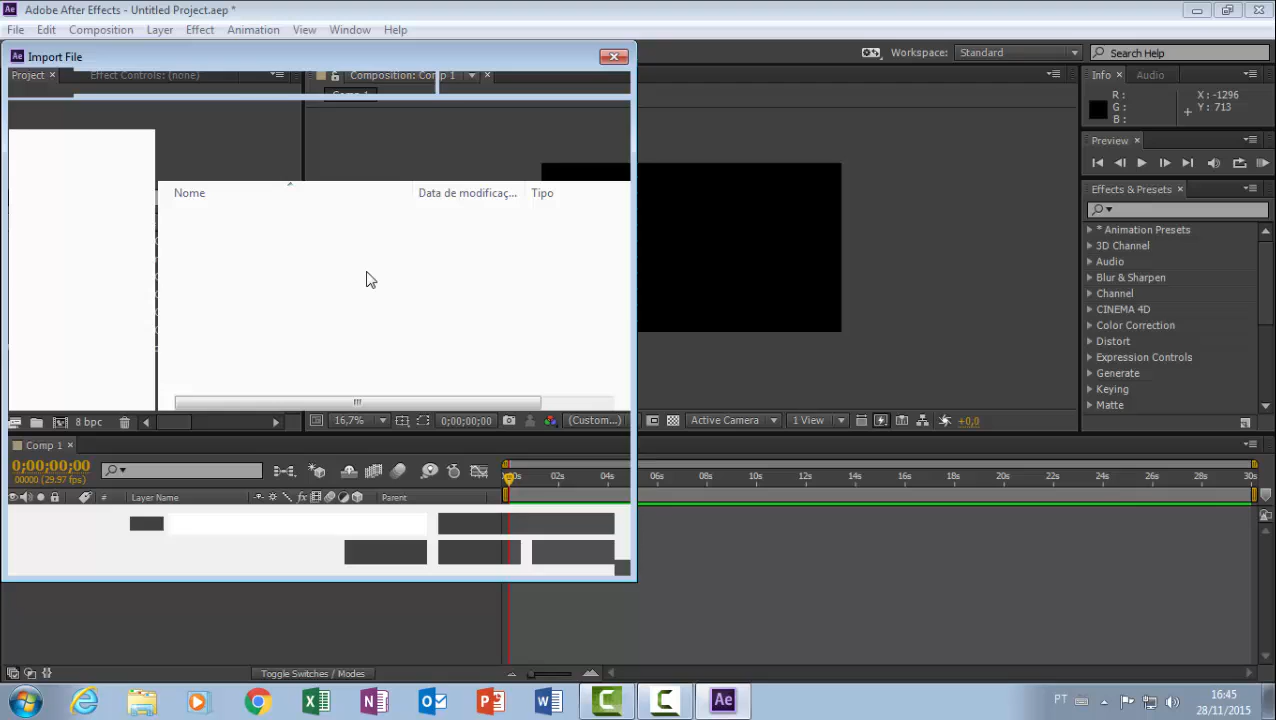 Adobe After Effects - Untitled Project.aep *
File Edit Composition Layer Effect Animation View Window Help
Import File
Workspace: Standard
Search Help
Project × Effect Controls: (none)
Composition: Comp 1 ×
Info × Audio
R : X : -1296
G : Y : 713
B :
Preview ×
Effects & Presets ×
Nome Data de modificaç... Tipo
* Animation Presets
3D Channel
Audio
Blur & Sharpen
Channel
CINEMA 4D
Color Correction
Distort
Expression Controls
Generate
Keying
Matte
8 bpc
16,7% 0;00;00;00 (Custom... Active Camera 1 View +0,0
Comp 1 ×
0;00;00;00
00000 (29.97 fps)
02s 04s 06s 08s 10s 12s 14s 16s 18s 20s 22s 24s 26s 28s 30s
# Layer Name Parent
Toggle Switches / Modes
PT 16:45
28/11/2015